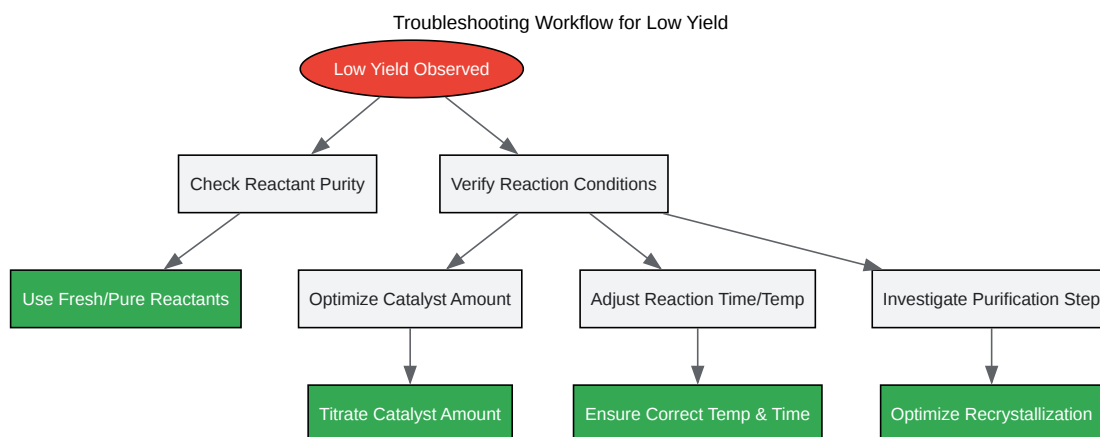 Troubleshooting Workflow for Low Yield
Low Yield Observed
Check Reactant Purity
Verify Reaction Conditions
Use Fresh/Pure Reactants
Optimize Catalyst Amount
Adjust Reaction Time/Temp
Investigate Purification Step
Titrate Catalyst Amount
Ensure Correct Temp & Time
Optimize Recrystallization